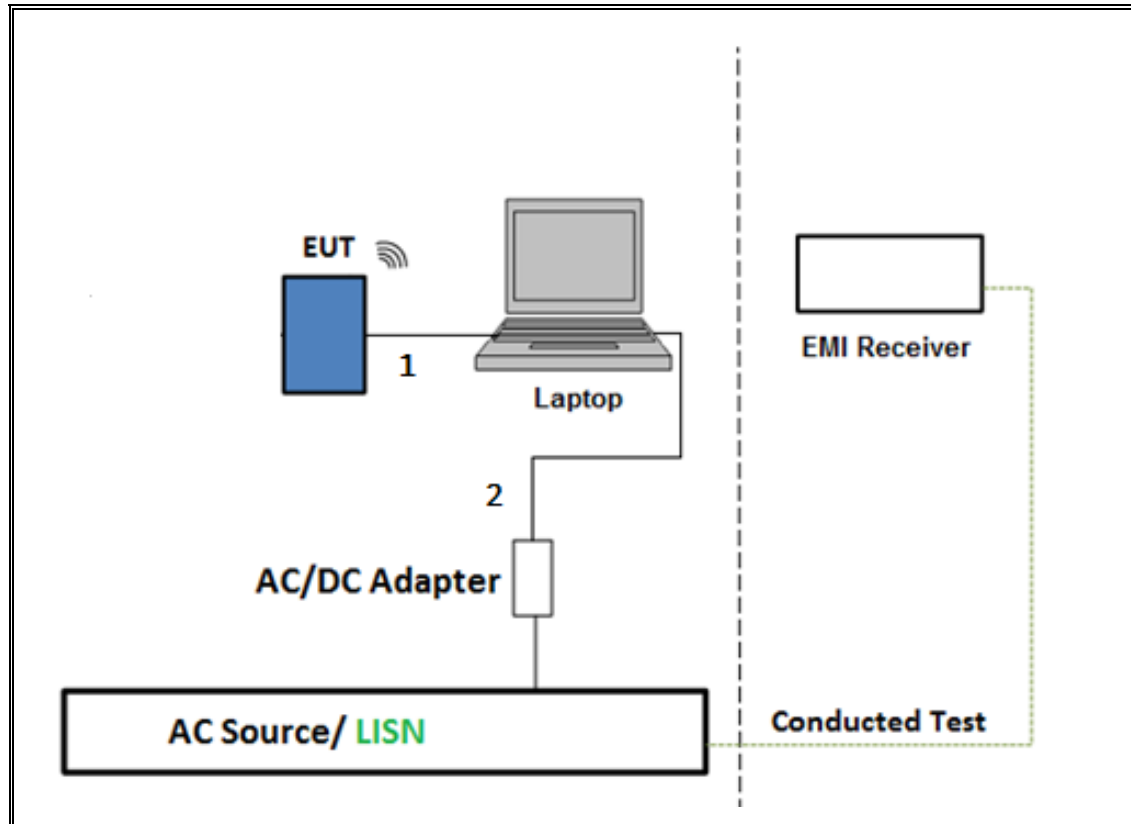 EUT
1
Laptop
EMI Receiver
2
AC/DC Adapter
AC Source/ LISN
Conducted Test